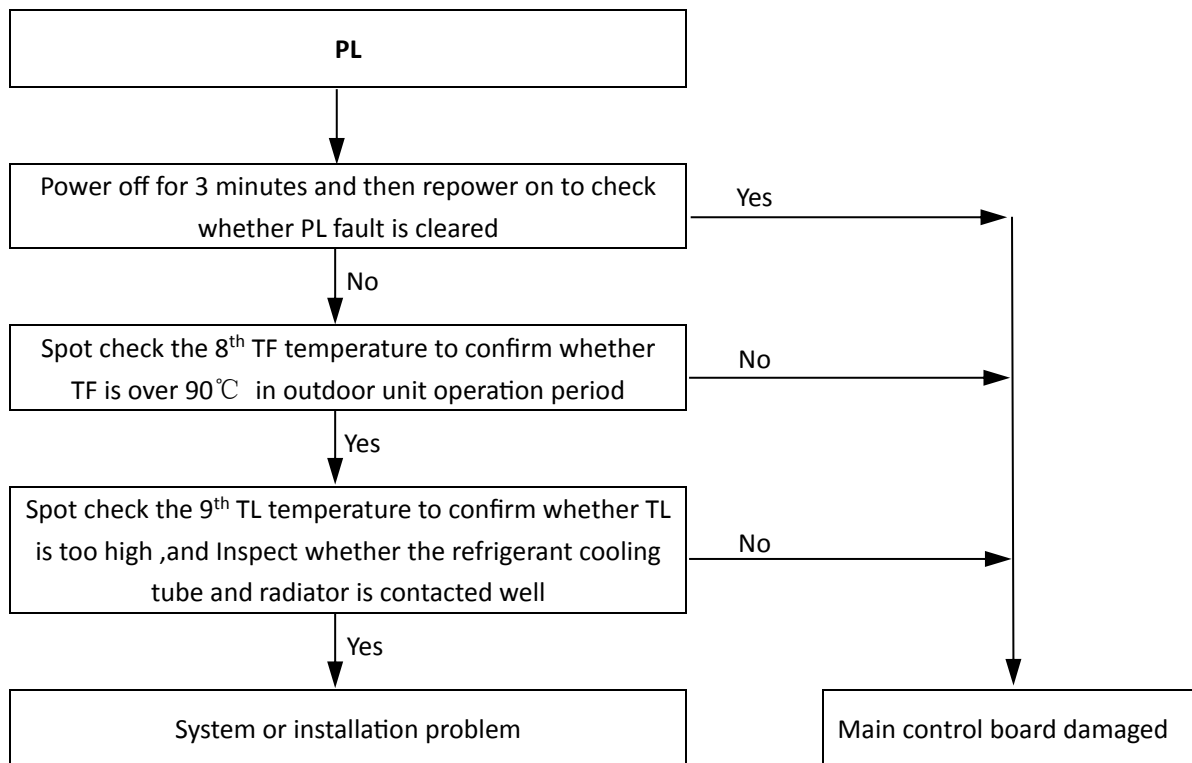 PL
Power off for 3 minutes and then repower on to check
whether PL fault is cleared
Yes
No
Spot check the 8th TF temperature to confirm whether
TF is over 90℃ in outdoor unit operation period
No
Yes
Spot check the 9th TL temperature to confirm whether TL
is too high ,and Inspect whether the refrigerant cooling
tube and radiator is contacted well
No
Yes
System or installation problem
Main control board damaged